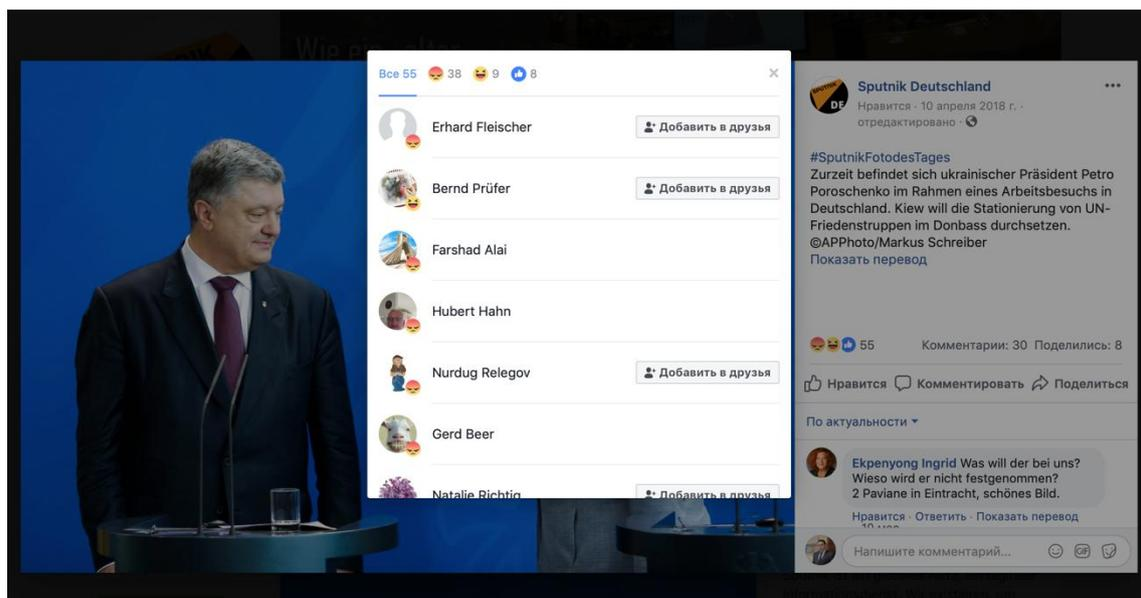 Wie ein
Все 55 38 9 8
Erhard Fleischer Добавить в друзья
Bernd Prüfer Добавить в друзья
Farshad Alai
Hubert Hahn
Nurdug Relegov Добавить в друзья
Gerd Beer
Natalie Richtig Добавить в друзья
SPUTNIK
DE
Sputnik Deutschland
Нравится · 10 апреля 2018 г. ·
отредактировано ·
#SputnikFotodesTages
Zurzeit befindet sich ukrainischer Präsident Petro
Poroschenko im Rahmen eines Arbeitsbesuchs in
Deutschland. Kiew will die Stationierung von UN-
Friedenstruppen im Donbass durchsetzen.
©APPhoto/Markus Schreiber
Показать перевод
55 Комментарии: 30 Поделились: 8
Нравится Комментировать Поделиться
По актуальности
Ekpenyong Ingrid Was will der bei uns?
Wieso wird er nicht festgenommen?
2 Paviane in Eintracht, schönes Bild.
Нравится · Ответить · Показать перевод
Напишите комментарий... GIF